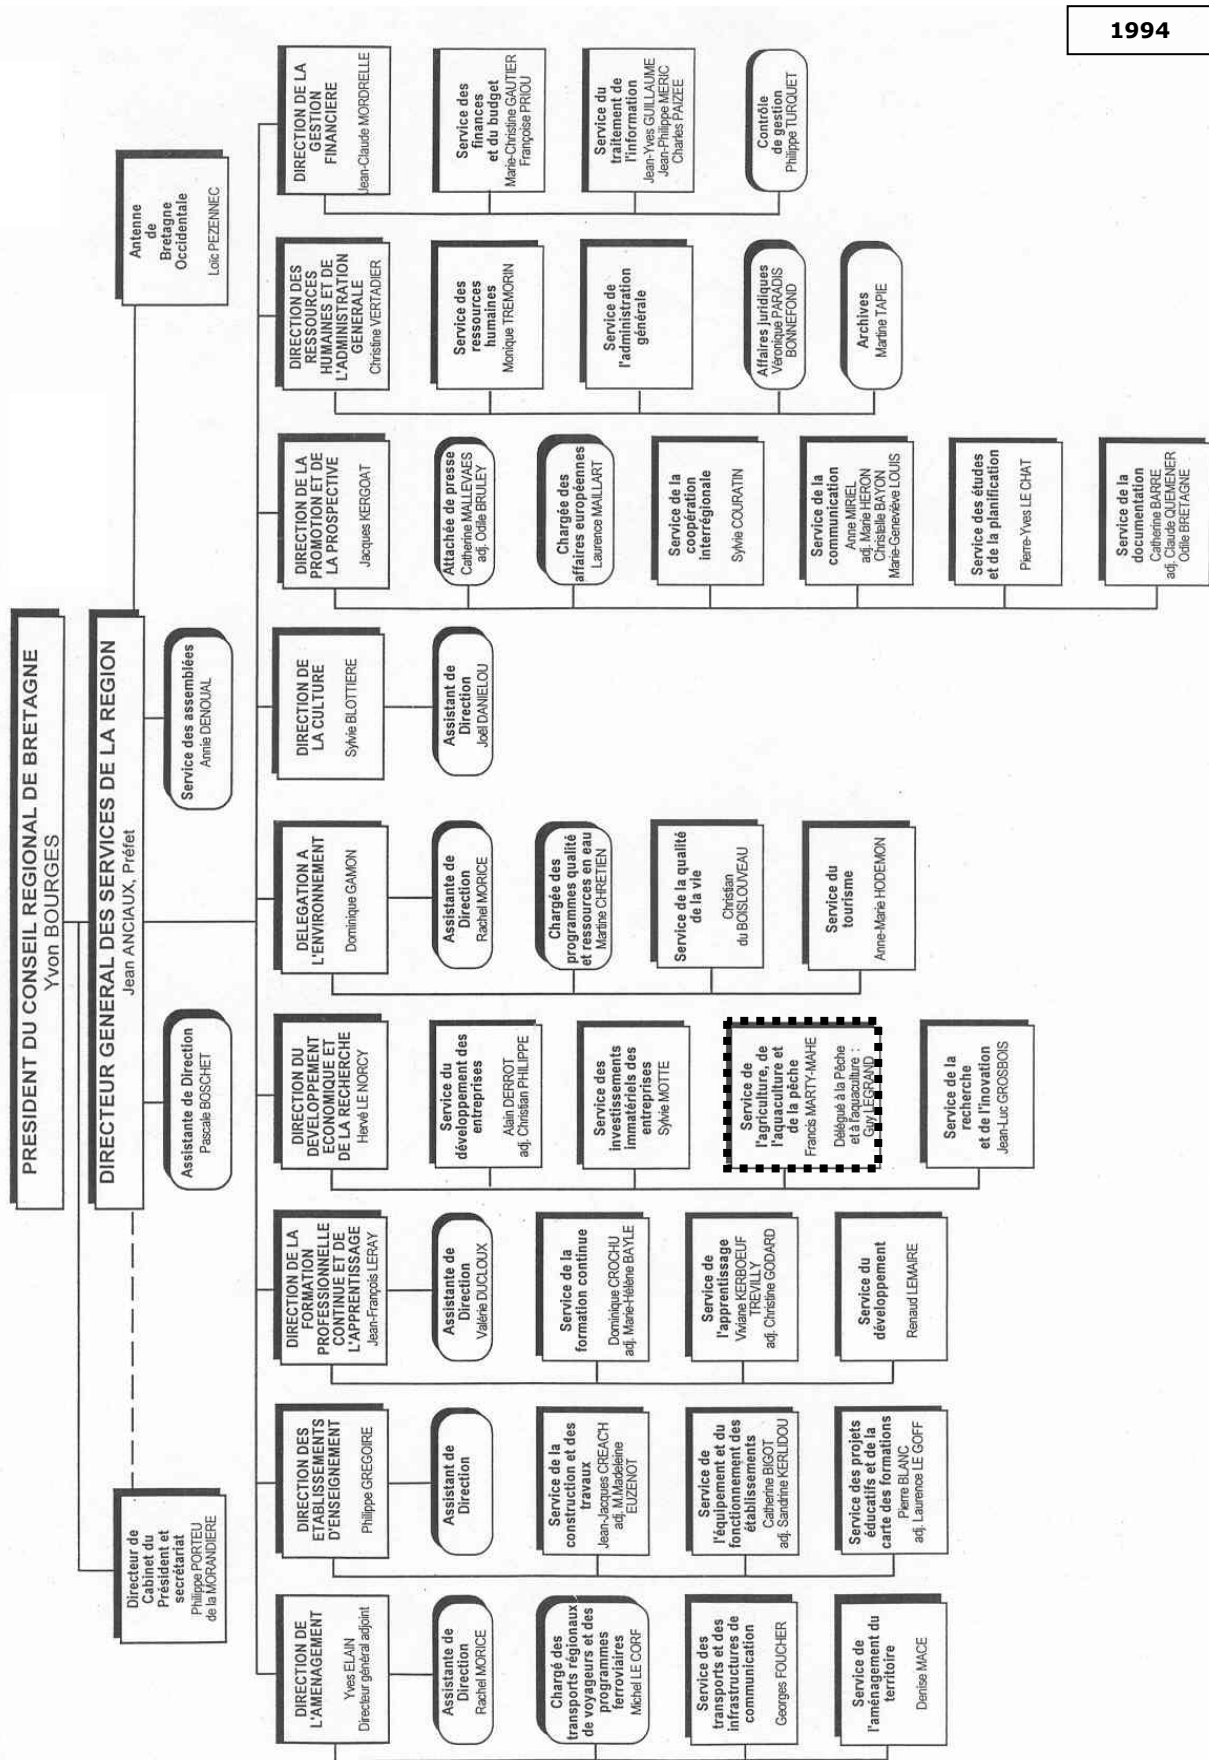 1994
PRESIDENT DU CONSEIL REGIONAL DE BRETAGNE
Yvon BOURGES
DIRECTEUR GENERAL DES SERVICES DE LA REGION
Jean ANCIAUX, Préfet
Directeur de
Cabinet du
Président et
secrétariat
Philippe PORTEU
de la MORANDIERE
Assistante de Direction
Pascale BOSCHET
Service des assemblées
Annie DENOUAL
Antenne
de
Bretagne
Occidentale
Loïc PEZENNEC
DIRECTION DE
L'AMENAGEMENT
Yves ELAIN
Directeur général adjoint
Assistante de
Direction
Rachel MORICE
Chargé des
transports régionaux
de voyageurs et des
programmes
ferroviaires
Michel LE CORF
Service des
transports et des
infrastructures de
communication
Georges FOUCHER
Service de
l'aménagement du
territoire
Denise MACE
DIRECTION DES
ETABLISSEMENTS
D'ENSEIGNEMENT
Philippe GREGOIRE
Assistant de
Direction
Service de la
construction et des
travaux
Jean-Jacques CREAC'H
adj. M.Madeleine
EUZENOT
Service de
l'équipement et du
fonctionnement des
établissements
Catherine BIGOT
adj. Sandrine KERLIDOU
Service des projets
éducatifs et de la
carte des formations
Pierre BLANC
adj. Laurence LE GOFF
DIRECTION DE LA
FORMATION
PROFESSIONNELLE
CONTINUE ET DE
L'APPRENTISSAGE
Jean-François LERAY
Assistante de
Direction
Valérie DUCLOUX
Service de la
formation continue
Dominique CROCHU
adj. Marie-Hélène BAYLE
Service de
l'apprentissage
Viviane KERBOEUF
TREVILLY
adj. Christine GODARD
Service du
développement
Renaud LEMAIRE
DIRECTION DU
DEVELOPPEMENT
ECONOMIQUE ET
DE LA RECHERCHE
Hervé LE NORCY
Service du
développement des
entreprises
Alain DERROT
adj. Christian PHILIPPE
Service des
investissements
immatériels des
entreprises
Sylvie MOTTE
Service de
l'agriculture, de
l'aquaculture et
de la pêche
Francis MARTY-MAHE
Délégué à la Pêche
et à l'aquaculture :
Guy LEGRAND
Service de la
recherche
et de l'inovation
Jean-Luc GROSBOIS
DELEGATION A
L'ENVIRONNEMENT
Dominique GAMON
Assistante de
Direction
Rachel MORICE
Chargée des
programmes qualité
et ressources en eau
Martine CHRETIEN
Service de la qualité
de la vie
Christian
du BOISLOUVEAU
Service du
tourisme
Anne-Marie HODEMON
DIRECTION DE
LA CULTURE
Sylvie BLOTTIERE
Assistant de
Direction
Joël DANIELOU
DIRECTION DE LA
PROMOTION ET DE
LA PROSPECTIVE
Jacques KERGOAT
Attachée de presse
Catherine MALLEVAES
adj. Odile BRULEY
Chargée des
affaires européennes
Laurence MAILLART
Service de la
coopération
interrégionale
Sylvie COURATIN
Service de la
communication
Anne MIRIEL
adj. Marie HERON
Christelle BAYON
Marie-Geneviève LOUIS
Service des études
et de la planification
Pierre-Yves LE CHAT
Service de la
documentation
Catherine BARRE
adj. Claude QUEMENER
Odile BRETAGNE
DIRECTION DES
RESSOURCES
HUMAINES ET DE
L'ADMINISTRATION
GENERALE
Christine VERTADIER
Service des
ressources
humaines
Monique TREMORIN
Service de
l'administration
générale
Affaires juridiques
Véronique PARADIS
BONNEFOND
Archives
Martine TAPIE
DIRECTION DE LA
GESTION
FINANCIERE
Jean-Claude MORDRELLE
Service des
finances
et du budget
Marie-Christine GAUTIER
Françoise PRIOU
Service du
traitement de
l'information
Jean-Yves GUILLAUME
Jean-Philippe MERIC
Charles PAIZEE
Contrôle
de gestion
Philippe TURQUET